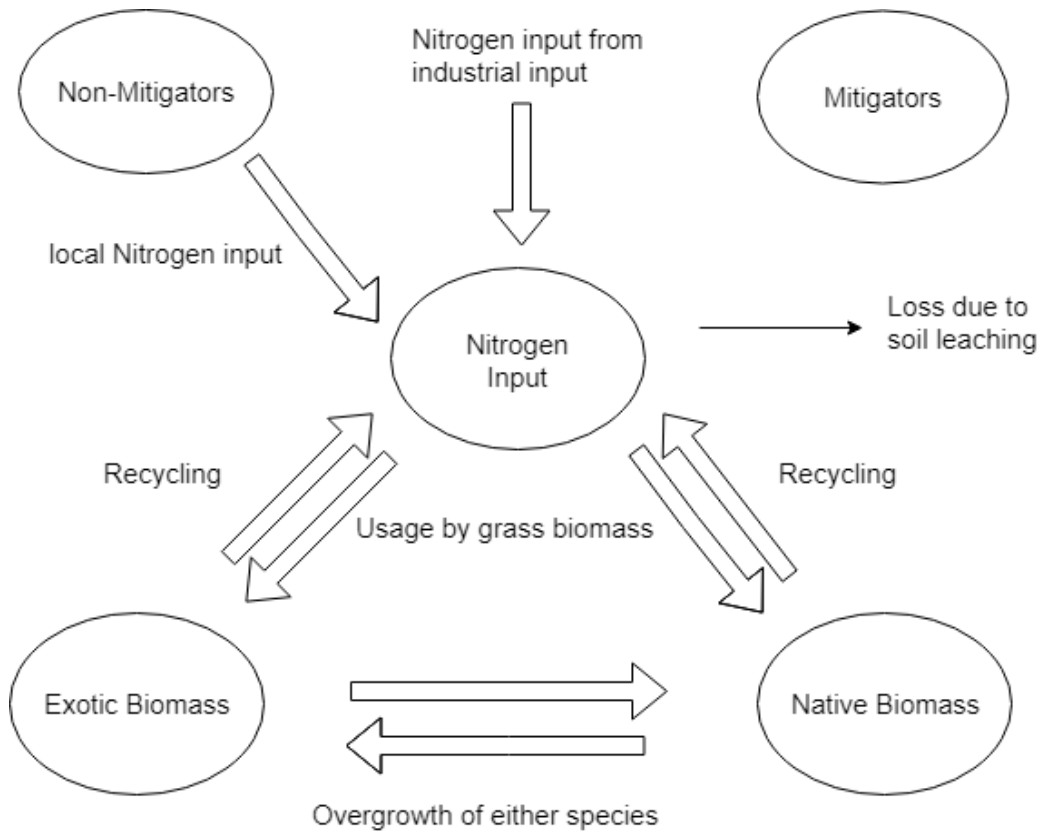 Non-Mitigators
Nitrogen input from
industrial input
Mitigators
local Nitrogen input
Nitrogen
Input
Loss due to
soil leaching
Recycling
Recycling
Usage by grass biomass
Exotic Biomass
Native Biomass
Overgrowth of either species